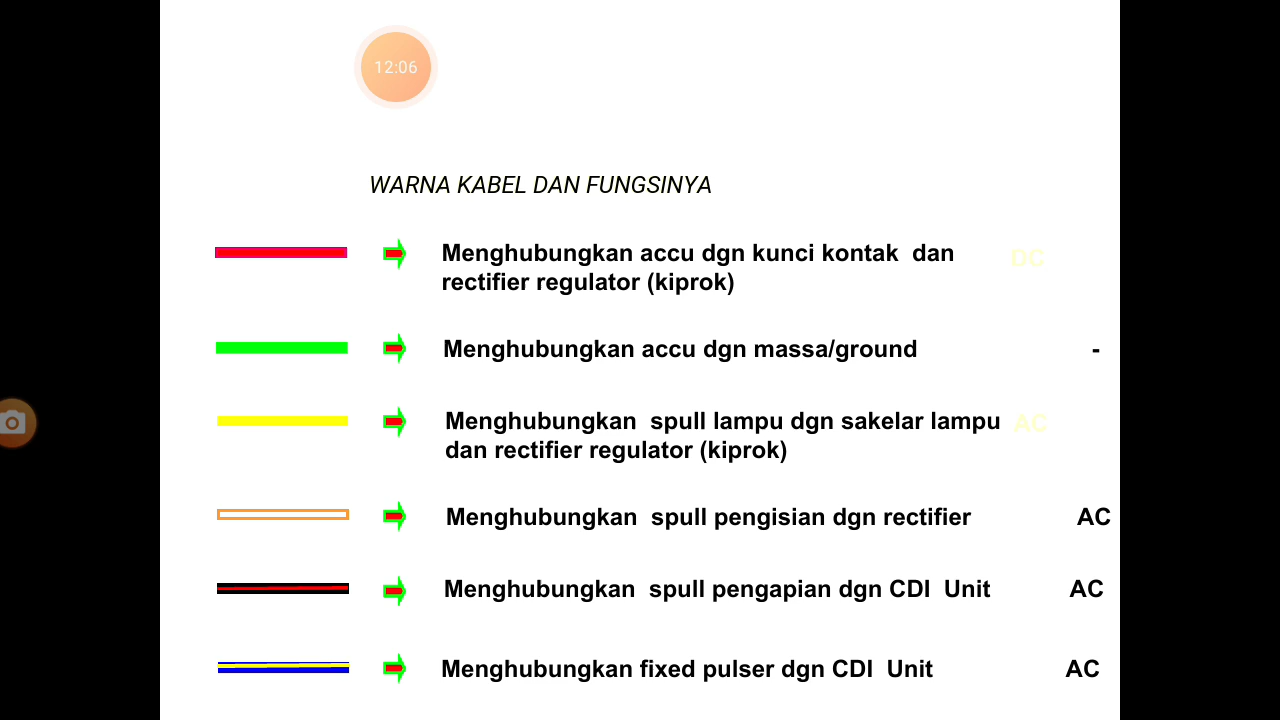 12:06
WARNA KABEL DAN FUNGSINYA
Menghubungkan accu dgn kunci kontak dan DC
rectifier regulator (kiprok)
Menghubungkan accu dgn massa/ground -
Menghubungkan spull lampu dgn sakelar lampu AC
dan rectifier regulator (kiprok)
Menghubungkan spull pengisian dgn rectifier AC
Menghubungkan spull pengapian dgn CDI Unit AC
Menghubungkan fixed pulser dgn CDI Unit AC